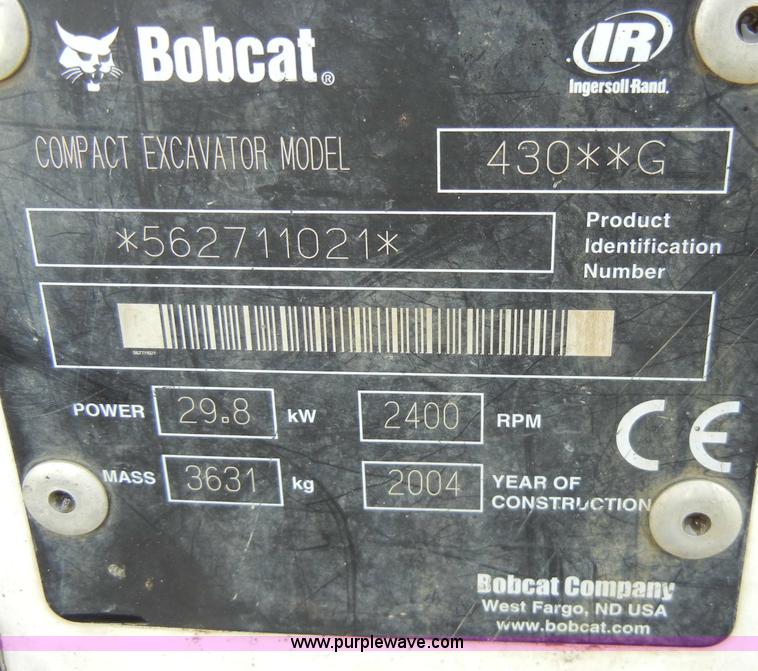 Bobcat®
IR
Ingersoll-Rand.
COMPACT EXCAVATOR MODEL 430**G
*562711021*
Product
Identification
Number
562711021
POWER 29.8 kW 2400 RPM
MASS 3631 kg 2004 YEAR OF
CONSTRUCTION
CE
Bobcat Company
West Fargo, ND USA
www.bobcat.com
www.purplewave.com